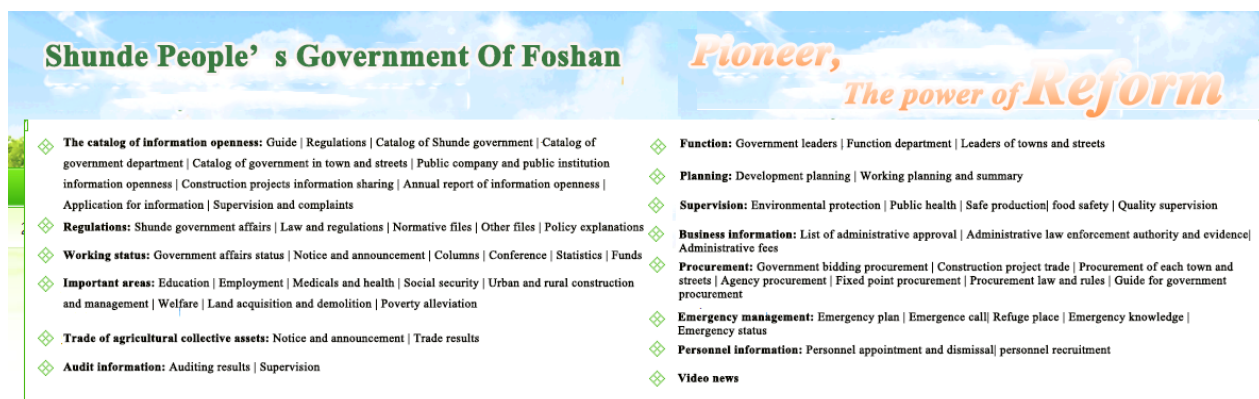 Shunde People’ s Government Of Foshan
Pioneer,
The power of Reform
The catalog of information openness: Guide | Regulations | Catalog of Shunde government | Catalog of
government department | Catalog of government in town and streets | Public company and public institution
information openness | Construction projects information sharing | Annual report of information openness |
Application for information | Supervision and complaints
Regulations: Shunde government affairs | Law and regulations | Normative files | Other files | Policy explanations
Working status: Government affairs status | Notice and announcement | Columns | Conference | Statistics | Funds
Important areas: Education | Employment | Medicals and health | Social security | Urban and rural construction
and management | Welfare | Land acquisition and demolition | Poverty alleviation
Trade of agricultural collective assets: Notice and announcement | Trade results
Audit information: Auditing results | Supervision
Function: Government leaders | Function department | Leaders of towns and streets
Planning: Development planning | Working planning and summary
Supervision: Environmental protection | Public health | Safe production| food safety | Quality supervision
Business information: List of administrative approval | Administrative law enforcement authority and evidence|
Administrative fees
Procurement: Government bidding procurement | Construction project trade | Procurement of each town and
streets | Agency procurement | Fixed point procurement | Procurement law and rules | Guide for government
procurement
Emergency management: Emergency plan | Emergence call| Refuge place | Emergency knowledge |
Emergency status
Personnel information: Personnel appointment and dismissal| personnel recruitment
Video news